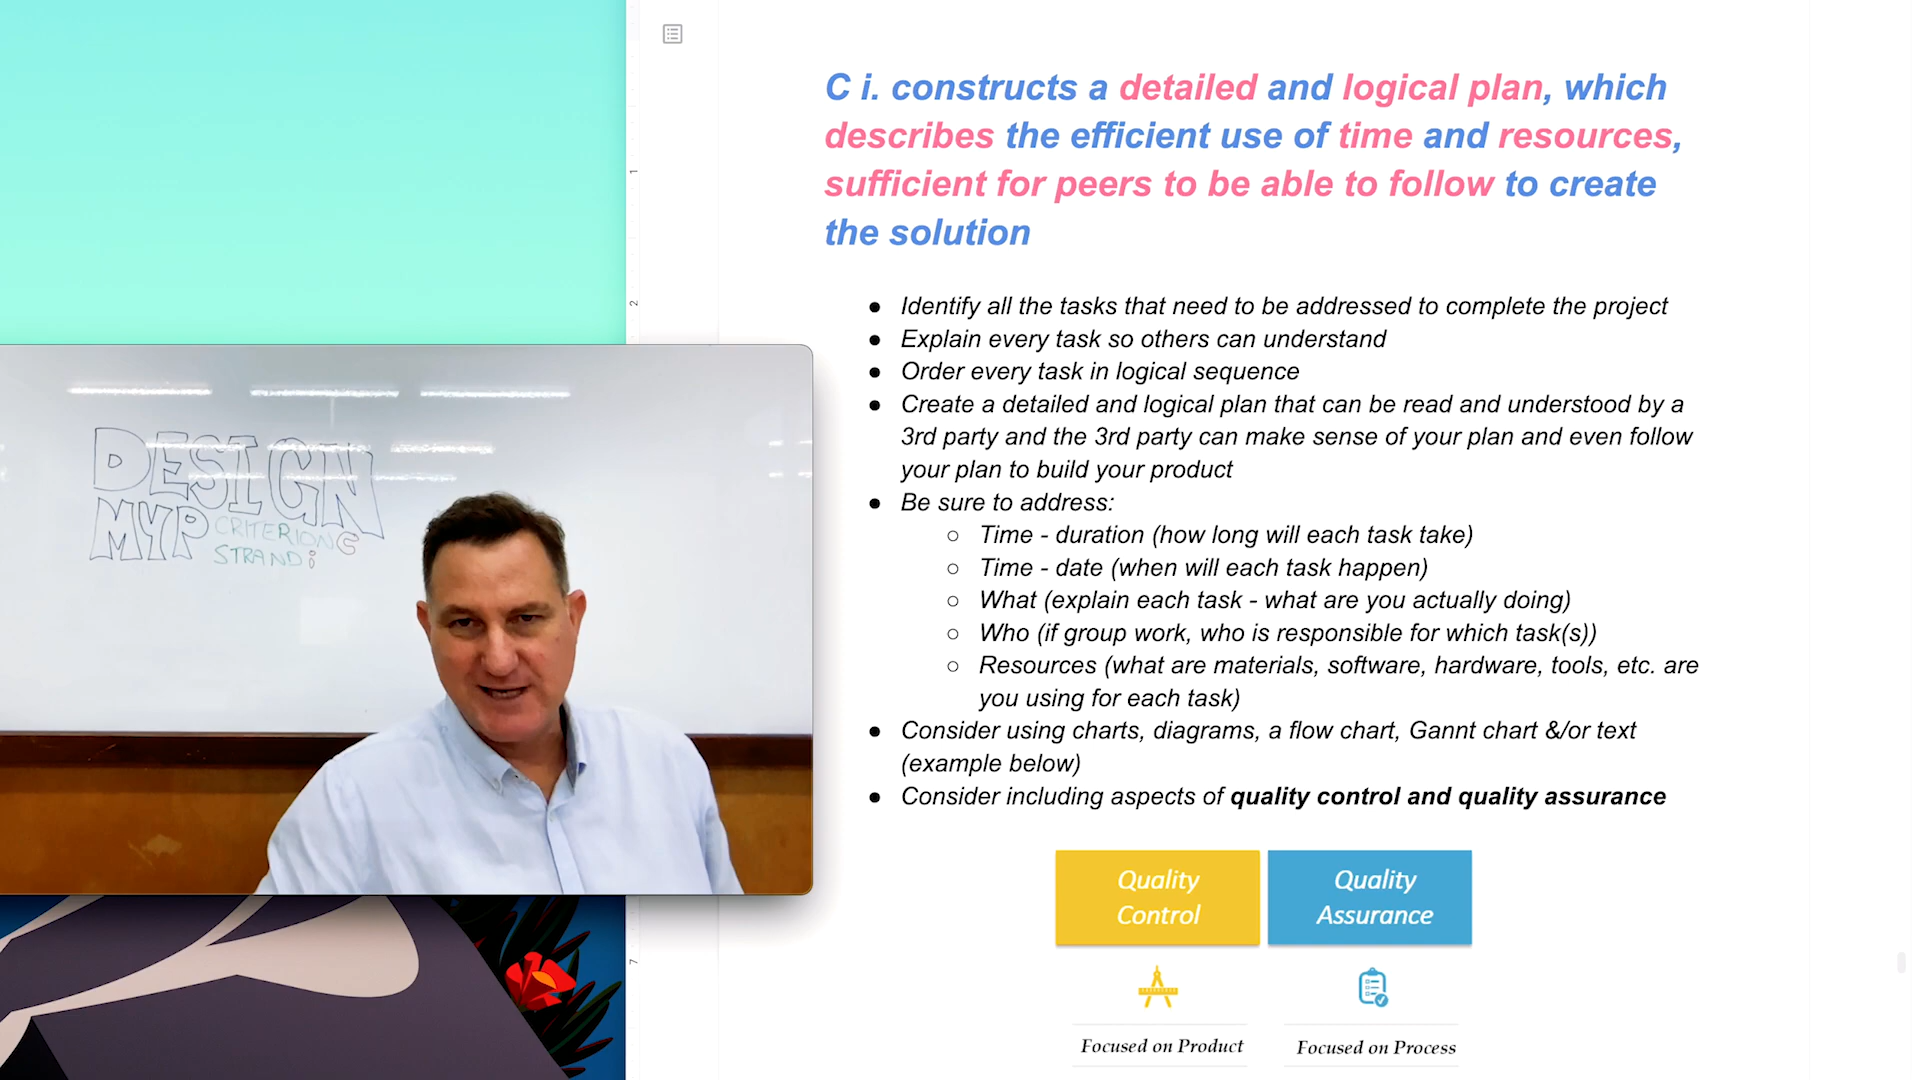 C i. constructs a detailed and logical plan, which
describes the efficient use of time and resources,
sufficient for peers to be able to follow to create
the solution
● Identify all the tasks that need to be addressed to complete the project
● Explain every task so others can understand
● Order every task in logical sequence
● Create a detailed and logical plan that can be read and understood by a
3rd party and the 3rd party can make sense of your plan and even follow
your plan to build your product
● Be sure to address:
○ Time - duration (how long will each task take)
○ Time - date (when will each task happen)
○ What (explain each task - what are you actually doing)
○ Who (if group work, who is responsible for which task(s))
○ Resources (what are materials, software, hardware, tools, etc. are
you using for each task)
● Consider using charts, diagrams, a flow chart, Gannt chart &/or text
(example below)
● Consider including aspects of quality control and quality assurance
Quality
Control
Quality
Assurance
Focused on Product
Focused on Process
1
2
7
DESIGN
MYP CRITERION C
STRAND i